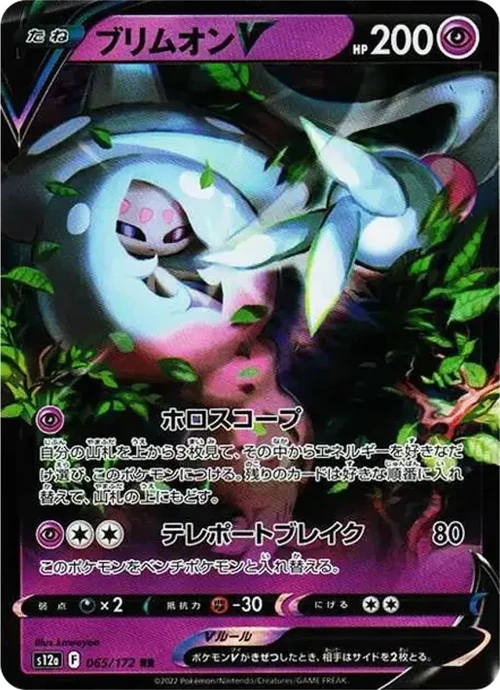 たね ブリムオンV HP200
ホロスコープ
自分の山札を上から3枚見て、その中からエネルギーを好きなだ
け選び、このポケモンにつける。残りのカードは好きな順番に入れ
替えて、山札の上にもどす。
テレポートブレイク 80
このポケモンをベンチポケモンと入れ替える。
弱点 ×2 抵抗力 -30 にげる
Illus. kawayoo
Vルール
s12a F 065/172 RR ポケモンVがきぜつしたとき、相手はサイドを2枚とる。
©2022 Pokémon/Nintendo/Creatures/GAME FREAK.